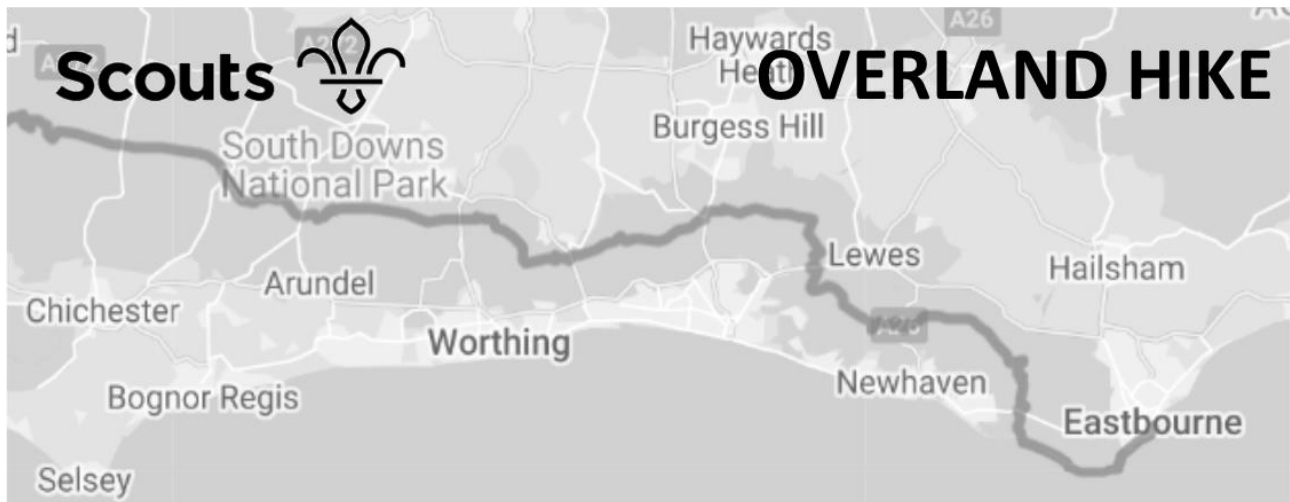 A26
Haywards
Heath
Scouts
OVERLAND HIKE
Burgess Hill
South Downs
National Park
Lewes
Hailsham
Arundel
Chichester
Worthing
Newhaven
Bognor Regis
Eastbourne
Selsey